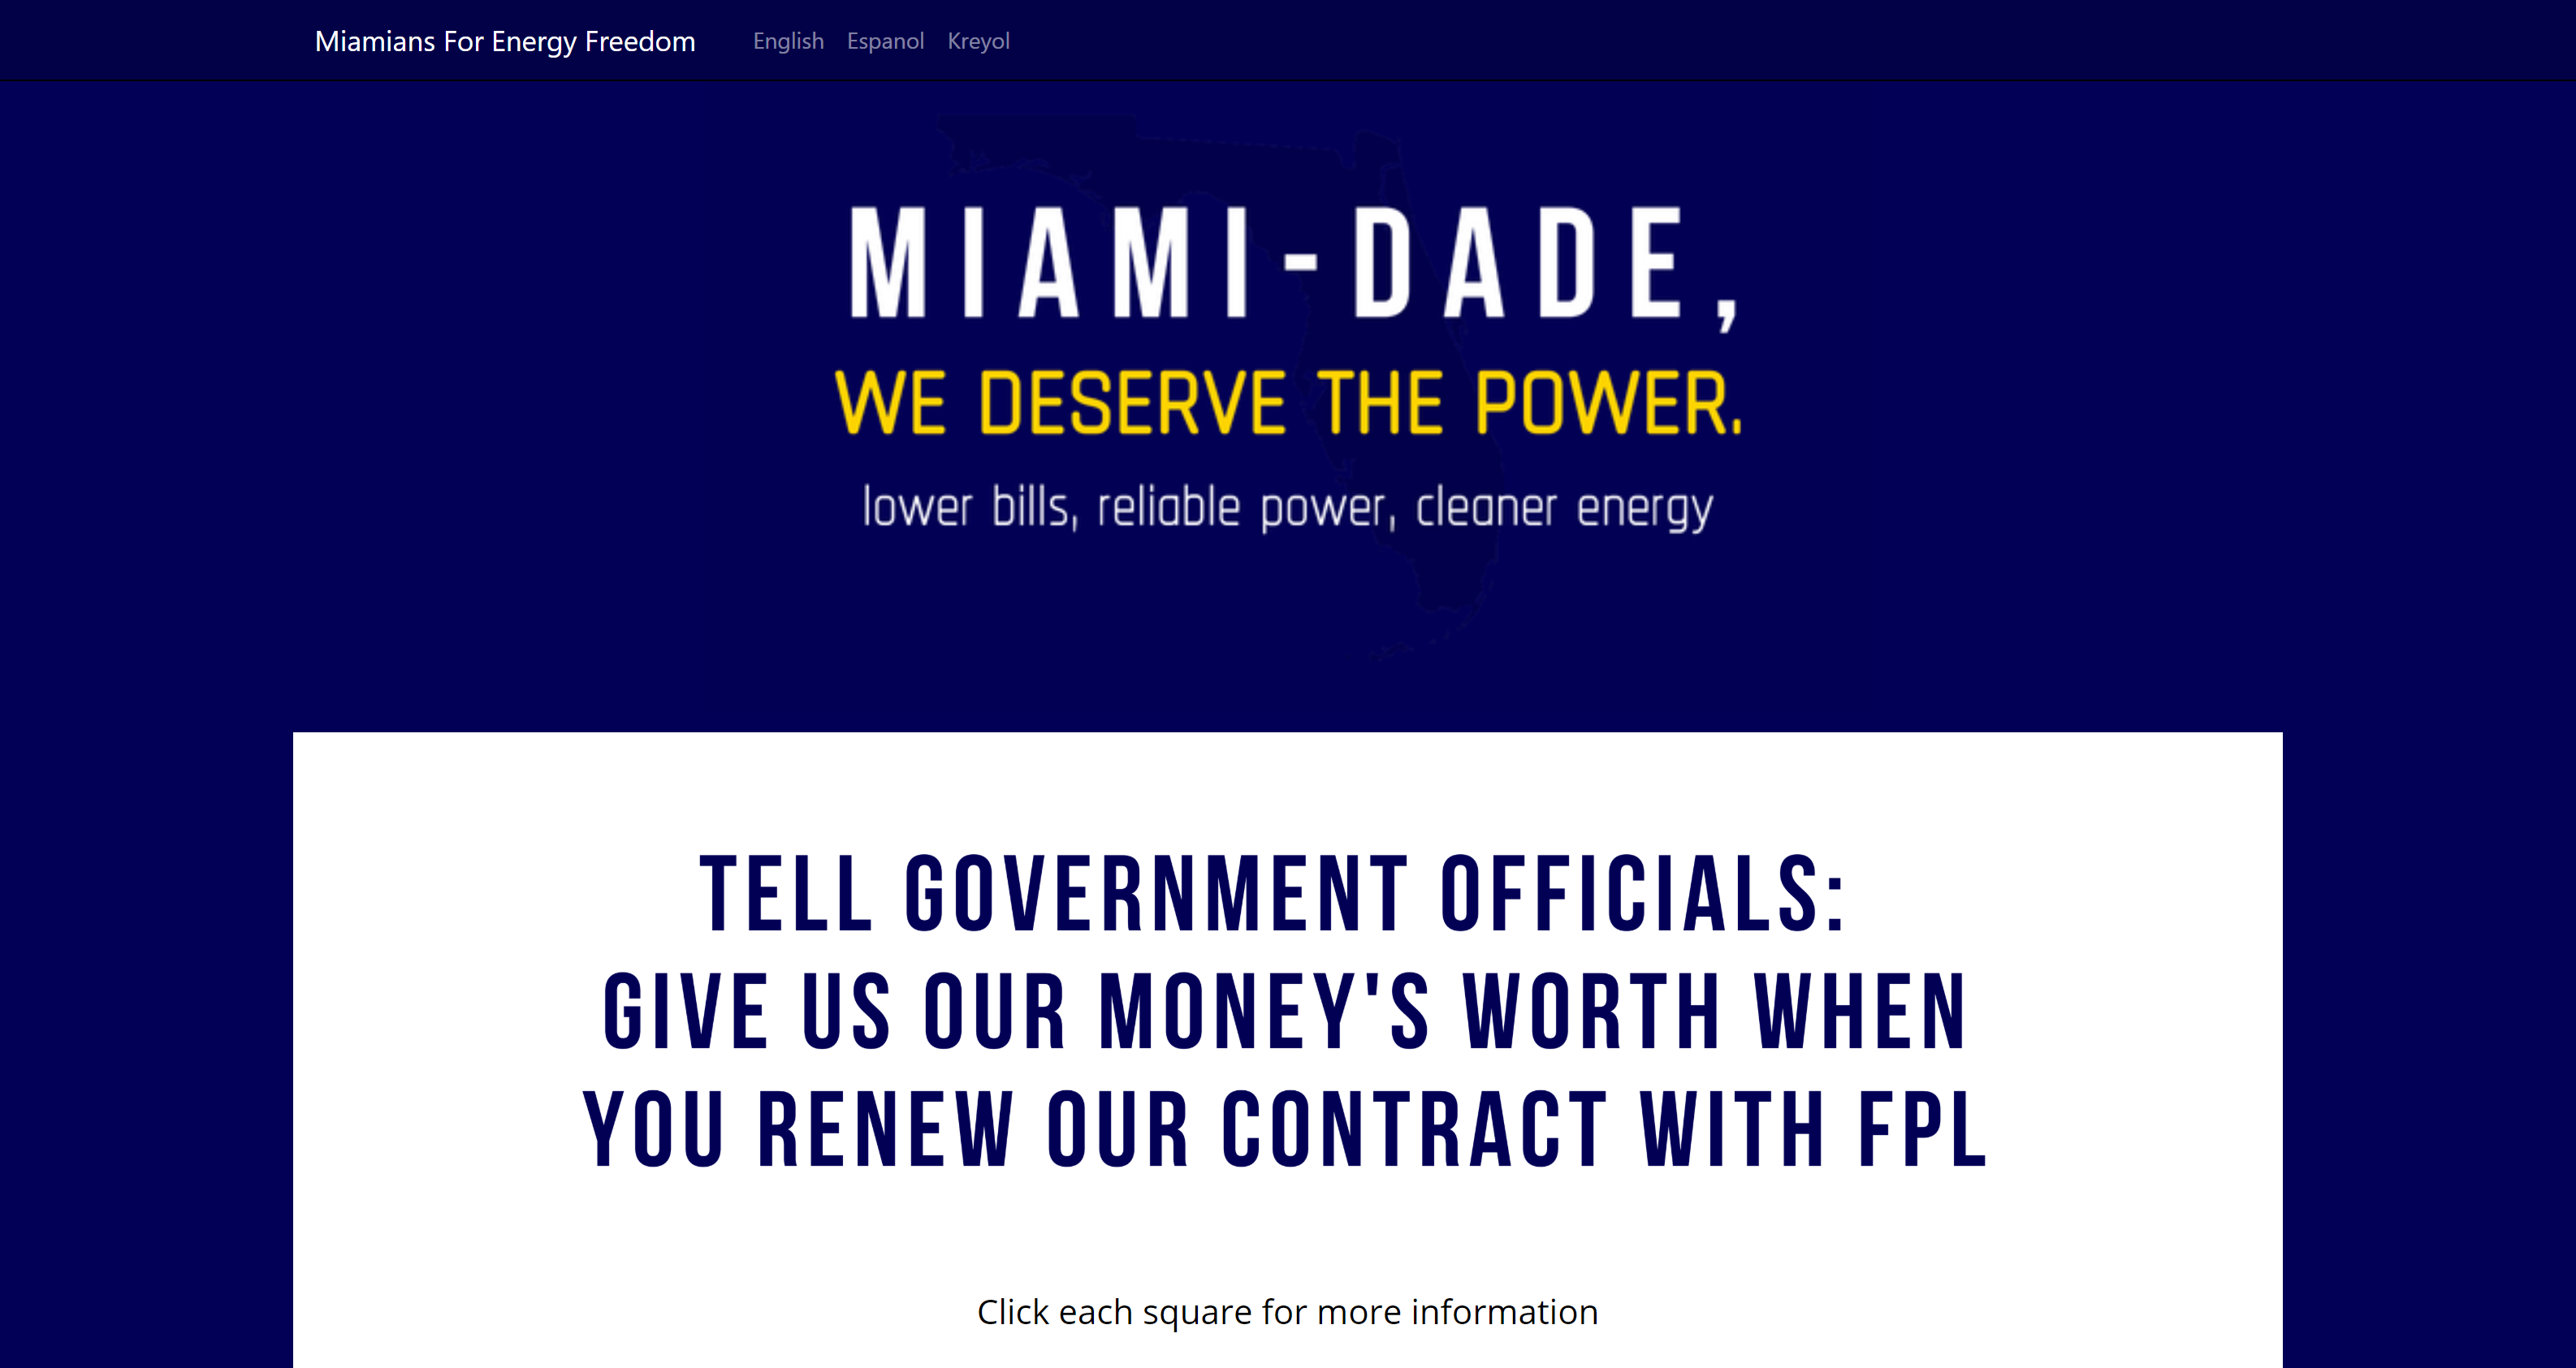 Miamians For Energy Freedom English Espanol Kreyol
MIAMI-DADE,
WE DESERVE THE POWER.
lower bills, reliable power, cleaner energy
TELL GOVERNMENT OFFICIALS:
GIVE US OUR MONEY'S WORTH WHEN
YOU RENEW OUR CONTRACT WITH FPL
Click each square for more information